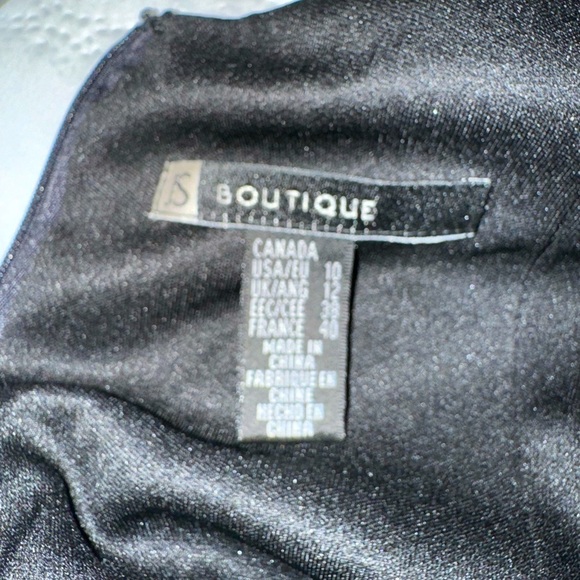 JS BOUTIQUE
CANADA
USA/EU 10
UK/ANG 12
EEC/CEE 38
FRANCE 40
MADE IN
CHINA
FABRIQUE EN
CHINE
HECHO EN
CHINA